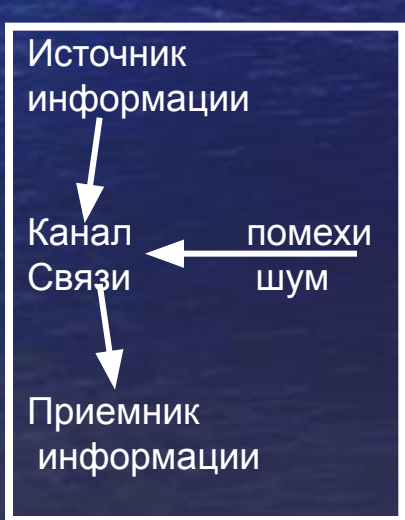 Источник
информации
Канал помехи
Связи шум
Приемник
информации